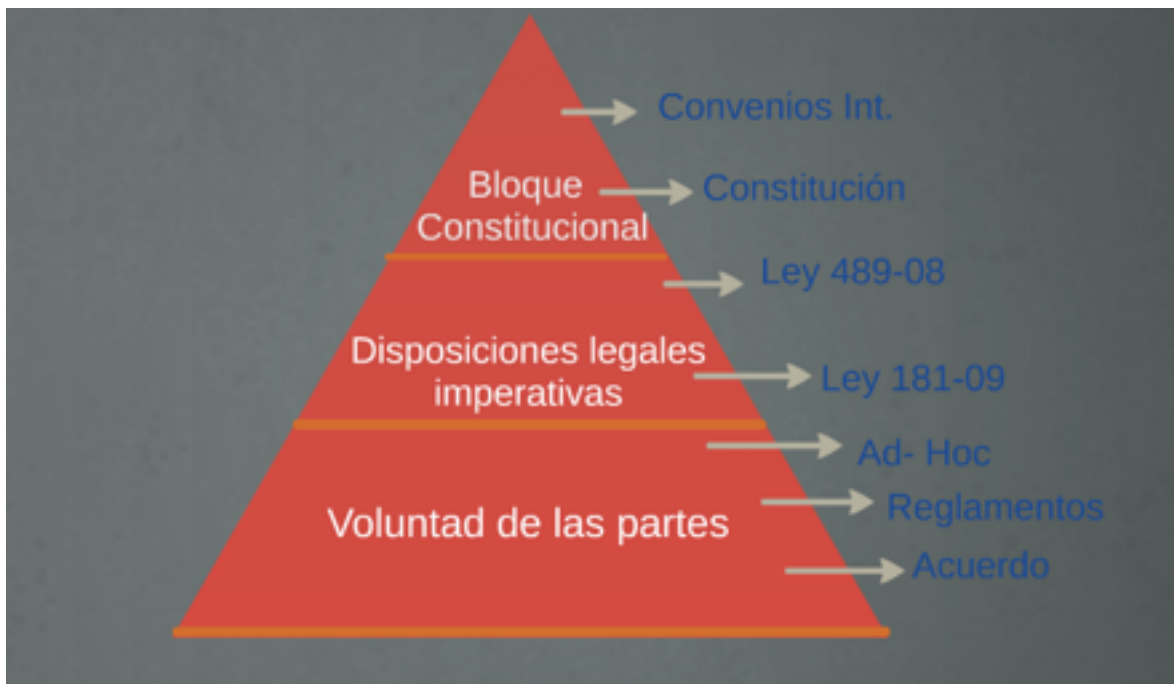 Convenios Int.
Bloque
Constitucional
Constitución
Ley 489-08
Disposiciones legales
imperativas
Ley 181-09
Ad- Hoc
Reglamentos
Voluntad de las partes
Acuerdo